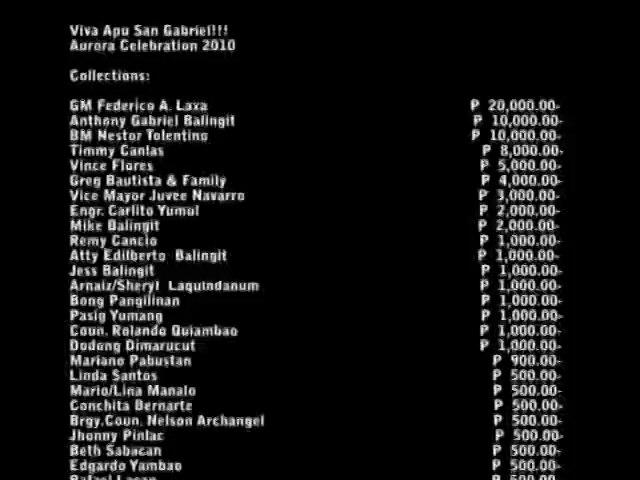 Viva Apu San Gabriel!!!
Aurora Celebration 2010
Collections:
GM Federico A. Laxa ₱ 20,000.00-
Anthony Gabriel Balingit ₱ 10,000.00-
BM Nestor Tolentino ₱ 10,000.00-
Timmy Canlas ₱ 8,000.00-
Vince Flores ₱ 5,000.00-
Greg Bautista & Family ₱ 4,000.00-
Vice Mayor Juvee Navarro ₱ 3,000.00-
Engr. Carlito Yumul ₱ 2,000.00-
Mike Balingit ₱ 2,000.00-
Remy Cancio ₱ 1,000.00-
Atty Edilberto Balingit ₱ 1,000.00-
Jess Balingit ₱ 1,000.00-
Arnaiz/Sheryl Laquindanum ₱ 1,000.00-
Bong Pangilinan ₱ 1,000.00-
Pasig Yumang ₱ 1,000.00-
Coun. Rolando Quiambao ₱ 1,000.00-
Dodong Dimarucut ₱ 1,000.00-
Mariano Pabustan ₱ 900.00-
Linda Santos ₱ 500.00-
Mario/Lina Manalo ₱ 500.00-
Conchita Bernarte ₱ 500.00-
Brgy.Coun. Nelson Archangel ₱ 500.00-
Jhonny Pinlac ₱ 500.00-
Beth Sabacan ₱ 500.00-
Edgardo Yambao ₱ 500.00-